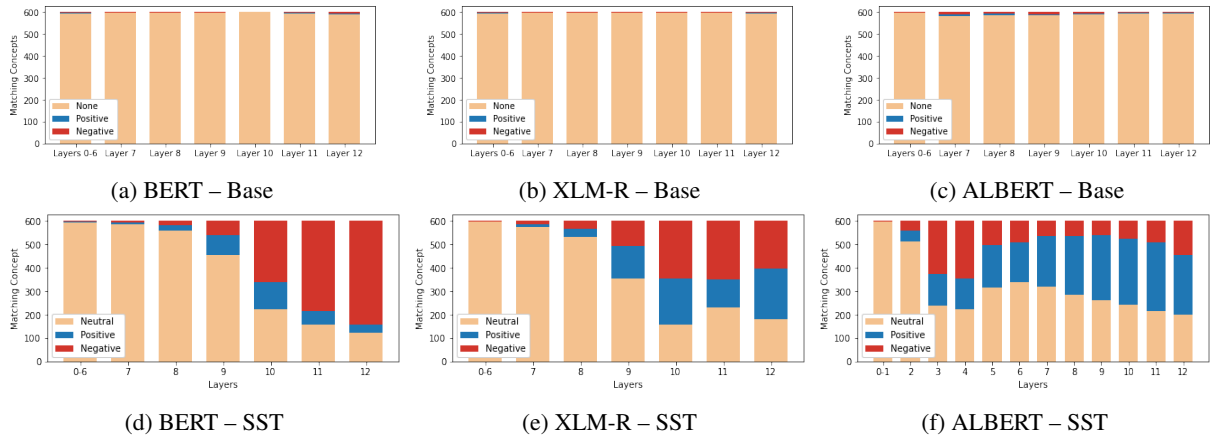 Matching Concepts
600
500
400
300
200
100
0
None
Positive
Negative
Layers 0-6 Layer 7 Layer 8 Layer 9 Layer 10 Layer 11 Layer 12
(a) BERT – Base
Matching Concepts
600
500
400
300
200
100
0
None
Positive
Negative
Layers 0-6 Layer 7 Layer 8 Layer 9 Layer 10 Layer 11 Layer 12
(b) XLM-R – Base
Matching Concepts
600
500
400
300
200
100
0
None
Positive
Negative
Layers 0-6 Layer 7 Layer 8 Layer 9 Layer 10 Layer 11 Layer 12
(c) ALBERT – Base
Matching Concept
600
500
400
300
200
100
0
Neutral
Positive
Negative
0-6 7 8 9 10 11 12
Layers
(d) BERT – SST
Matching Concept
600
500
400
300
200
100
0
Neutral
Positive
Negative
0-6 7 8 9 10 11 12
Layers
(e) XLM-R – SST
Matching Concept
600
500
400
300
200
100
0
Neutral
Positive
Negative
0-1 2 3 4 5 6 7 8 9 10 11 12
Layers
(f) ALBERT – SST